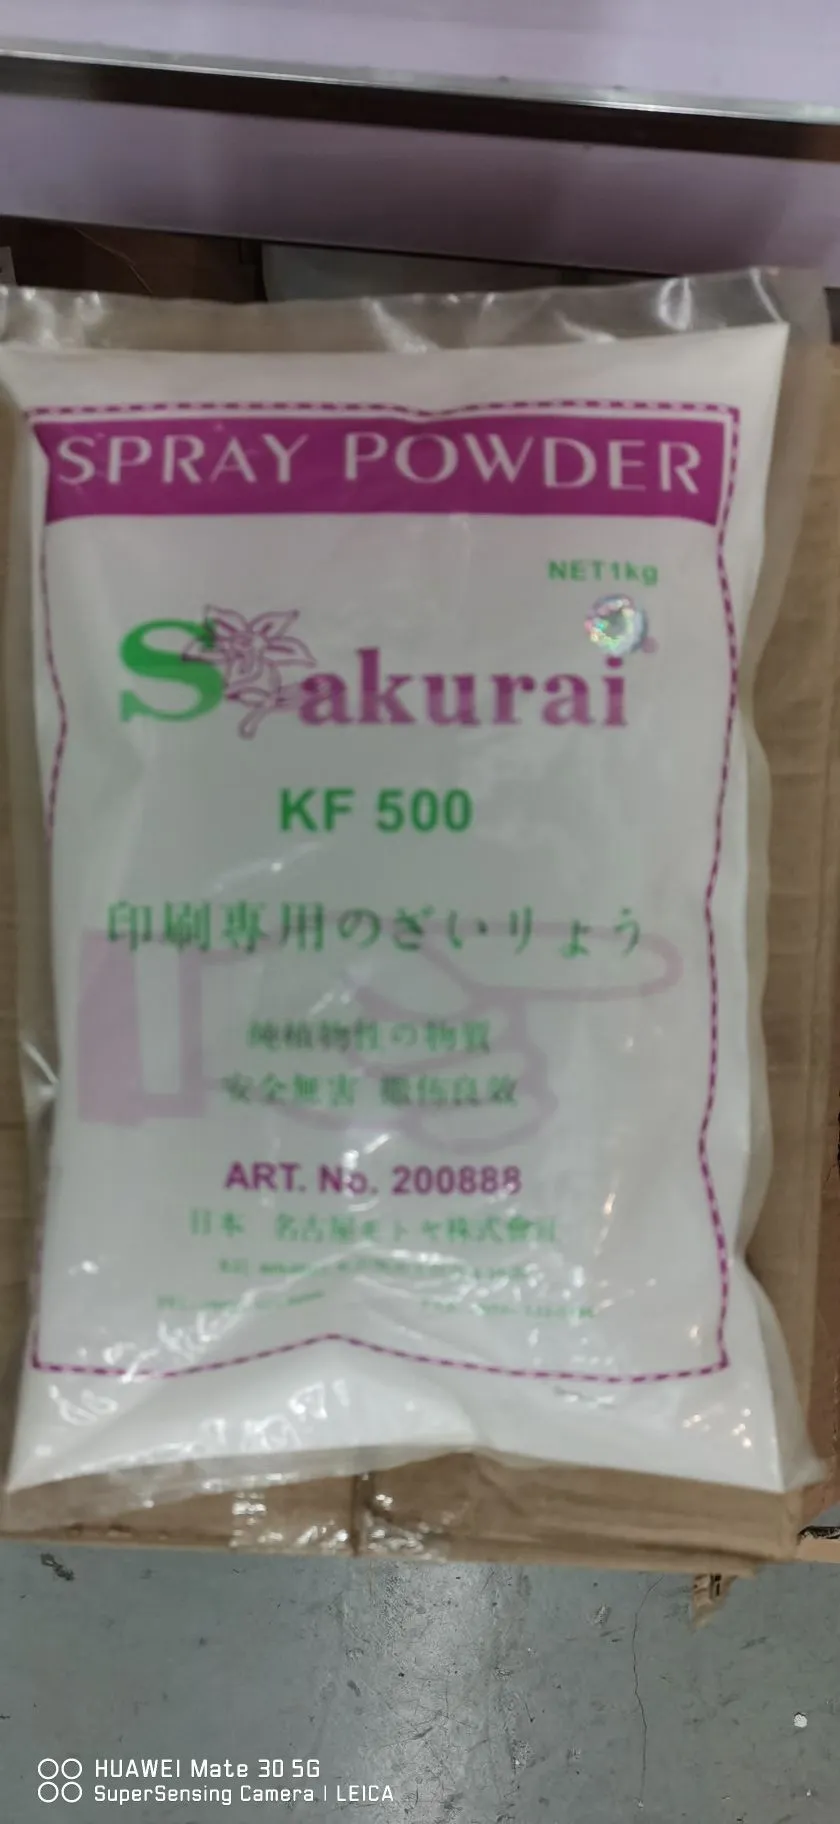 SPRAY POWDER
NET1kg
Sakurai
KF 500
印刷専用のざいりょう
純植物性の物質
安全無害 良效
ART. No. 200888
日本 名古屋モトヤ株式會社
HUAWEI Mate 30 5G
SuperSensing Camera | LEICA